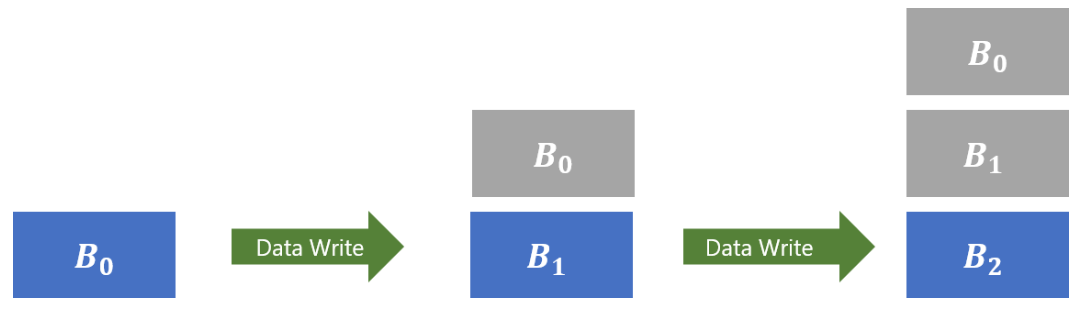 B₀
B₀
B₁
B₀
Data Write
B₁
Data Write
B₂